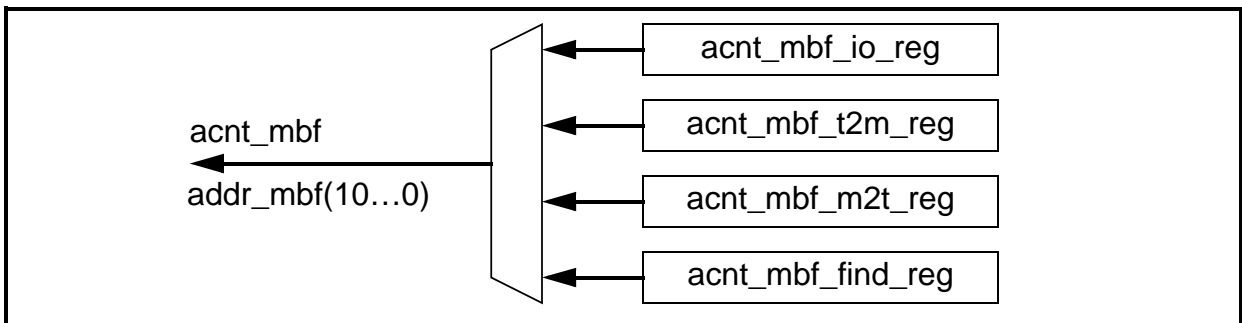 acnt_mbf_io_reg
acnt_mbf_t2m_reg
acnt_mbf
addr_mbf(10…0)
acnt_mbf_m2t_reg
acnt_mbf_find_reg